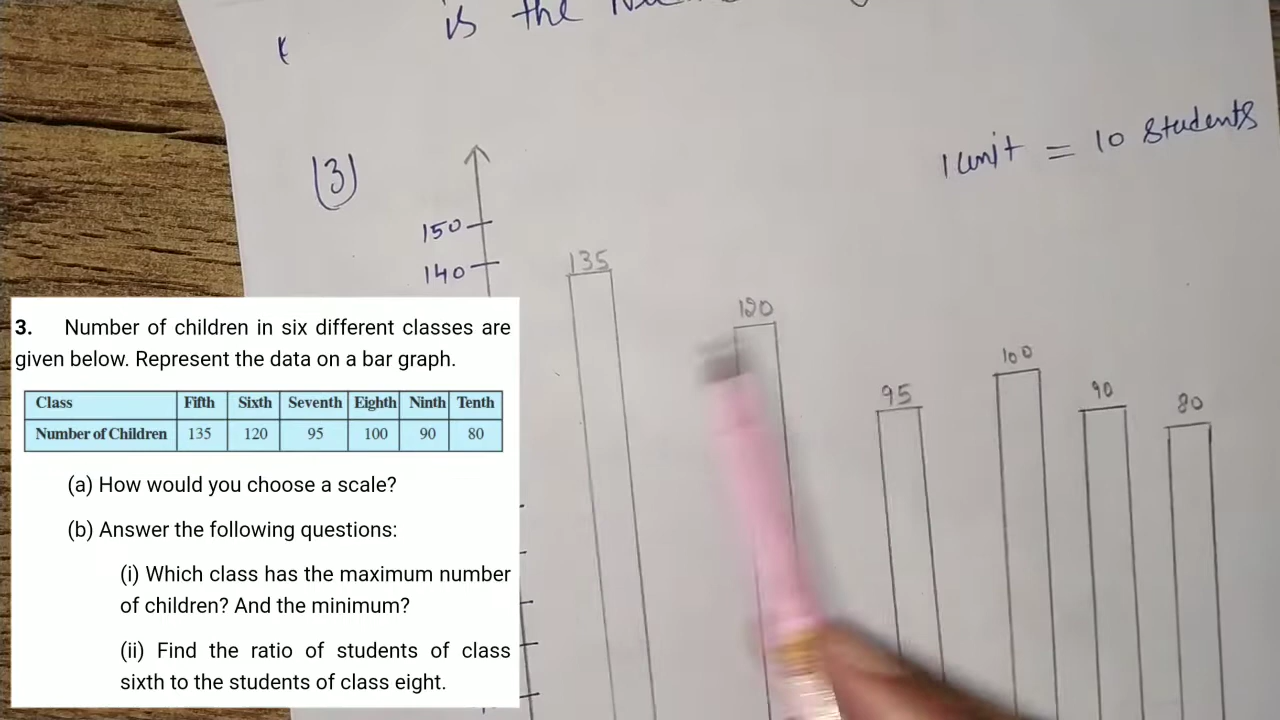 is the
(3)
1 unit = 10 students
150
140
135
120
95
100
90
80
3. Number of children in six different classes are
given below. Represent the data on a bar graph.
Class Fifth Sixth Seventh Eighth Ninth Tenth
Number of Children 135 120 95 100 90 80
(a) How would you choose a scale?
(b) Answer the following questions:
(i) Which class has the maximum number
of children? And the minimum?
(ii) Find the ratio of students of class
sixth to the students of class eight.